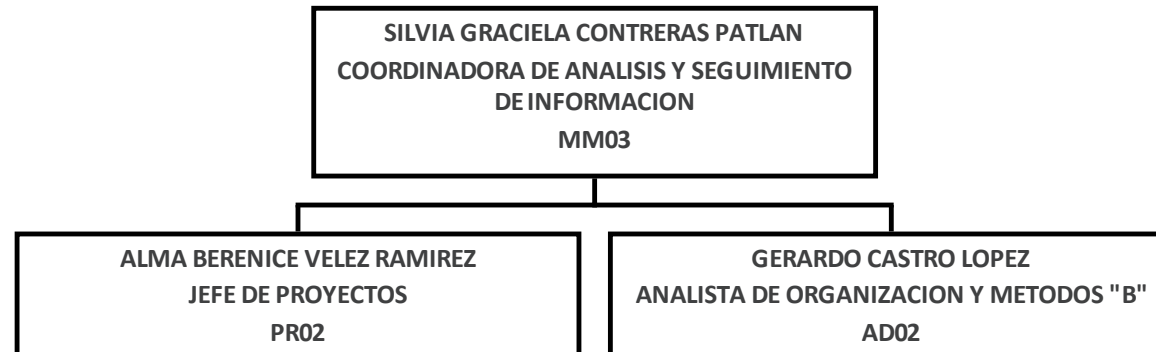 SILVIA GRACIELA CONTRERAS PATLAN
COORDINADORA DE ANALISIS Y SEGUIMIENTO
DE INFORMACION
MM03
ALMA BERENICE VELEZ RAMIREZ
JEFE DE PROYECTOS
PR02
GERARDO CASTRO LOPEZ
ANALISTA DE ORGANIZACION Y METODOS "B"
AD02